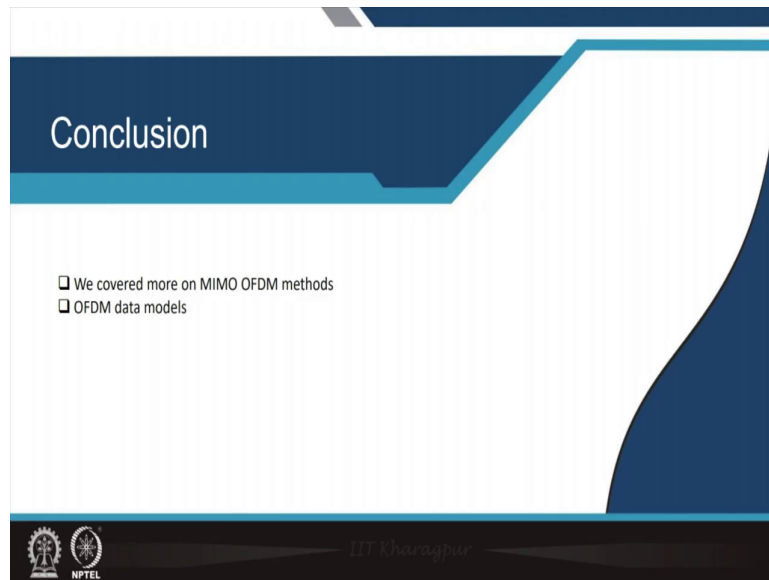 Conclusion
❑ We covered more on MIMO OFDM methods
❑ OFDM data models
IIT Kharagpur
NPTEL